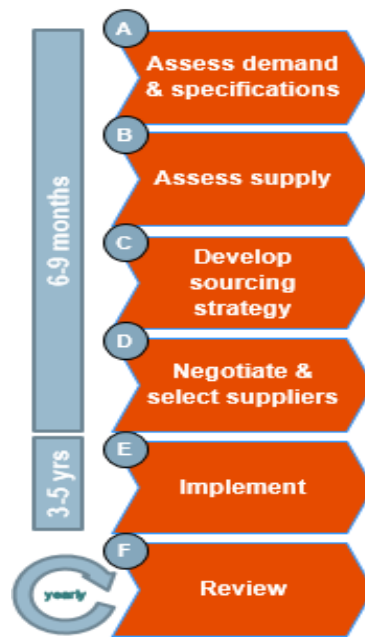 A
Assess demand
& specifications
B
Assess supply
6-9 months
C
Develop
sourcing
strategy
D
Negotiate &
select suppliers
E
3-5 yrs
Implement
F
yearly
Review